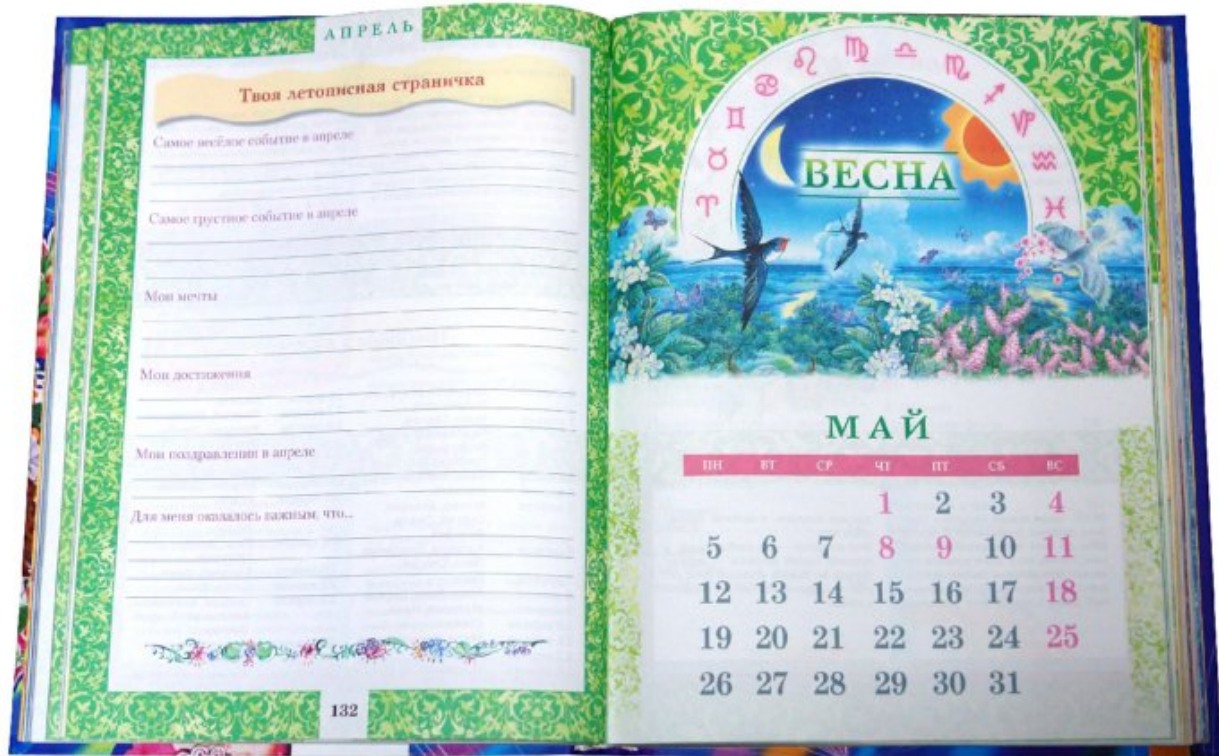 АПРЕЛЬ
Твоя летописная страничка
Самое весёлое событие в апреле
Самое грустное событие в апреле
Мои мечты
Мои достижения
Мои поздравления в апреле
Для меня оказалось важным, что...
132
ВЕСНА
МАЙ
ПН ВТ СР ЧТ ПТ СБ ВС
1 2 3 4
5 6 7 8 9 10 11
12 13 14 15 16 17 18
19 20 21 22 23 24 25
26 27 28 29 30 31